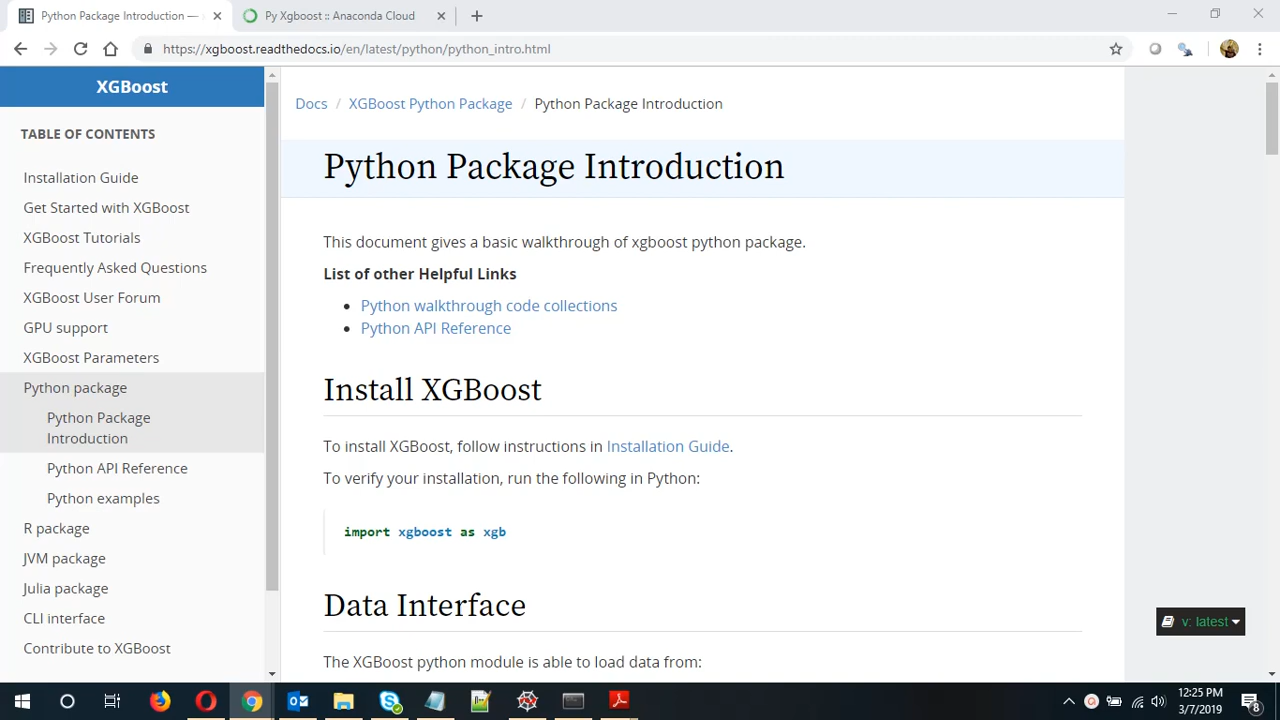 Python Package Introduction —
Py Xgboost :: Anaconda Cloud
https://xgboost.readthedocs.io/en/latest/python/python_intro.html
XGBoost
TABLE OF CONTENTS
Installation Guide
Get Started with XGBoost
XGBoost Tutorials
Frequently Asked Questions
XGBoost User Forum
GPU support
XGBoost Parameters
Python package
Python Package
Introduction
Python API Reference
Python examples
R package
JVM package
Julia package
CLI interface
Contribute to XGBoost
Docs / XGBoost Python Package / Python Package Introduction
Python Package Introduction
This document gives a basic walkthrough of xgboost python package.
List of other Helpful Links
Python walkthrough code collections
Python API Reference
Install XGBoost
To install XGBoost, follow instructions in Installation Guide.
To verify your installation, run the following in Python:
import xgboost as xgb
Data Interface
The XGBoost python module is able to load data from:
v: latest
12:25 PM
3/7/2019
8